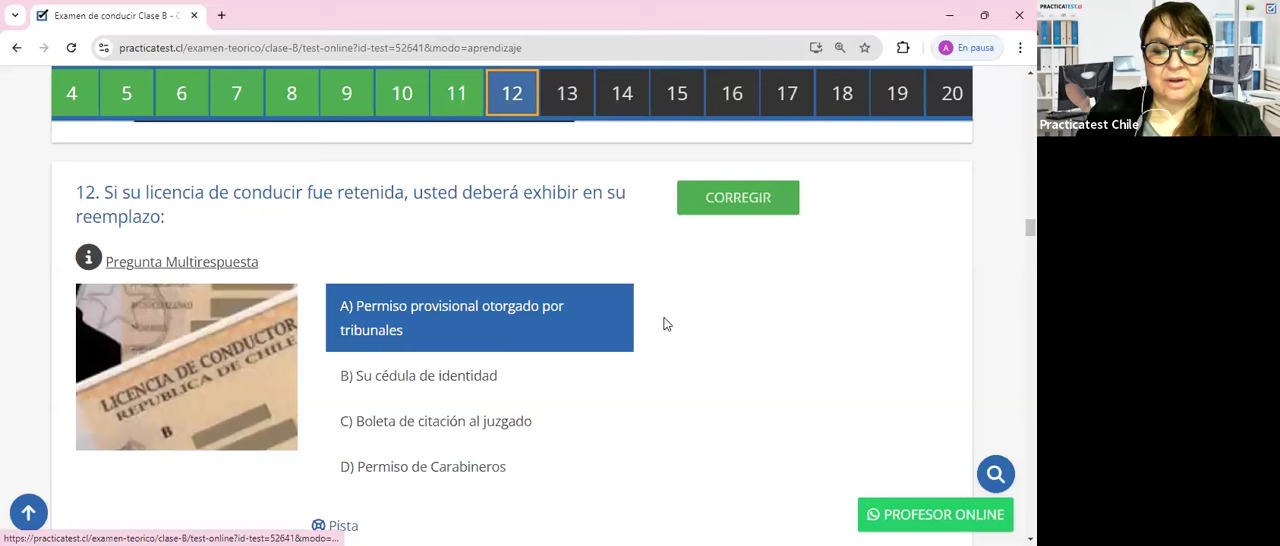 Examen de conducir Clase B - C
practicatest.cl/examen-teorico/clase-B/test-online?id-test=52641&modo=aprendizaje
A
En pausa
4 5 6 7 8 9 10 11 12 13 14 15 16 17 18 19 20
12. Si su licencia de conducir fue retenida, usted deberá exhibir en su
reemplazo:
CORREGIR
Pregunta Multirespuesta
LICENCIA DE CONDUCTOR
REPUBLICA DE CHILE
B
A) Permiso provisional otorgado por
tribunales
B) Su cédula de identidad
C) Boleta de citación al juzgado
D) Permiso de Carabineros
Pista
PROFESOR ONLINE
https://practicatest.cl/examen-teorico/clase-B/test-online?id-test=52641&modo=...
PRACTICATEST.cl
Practicatest Chile